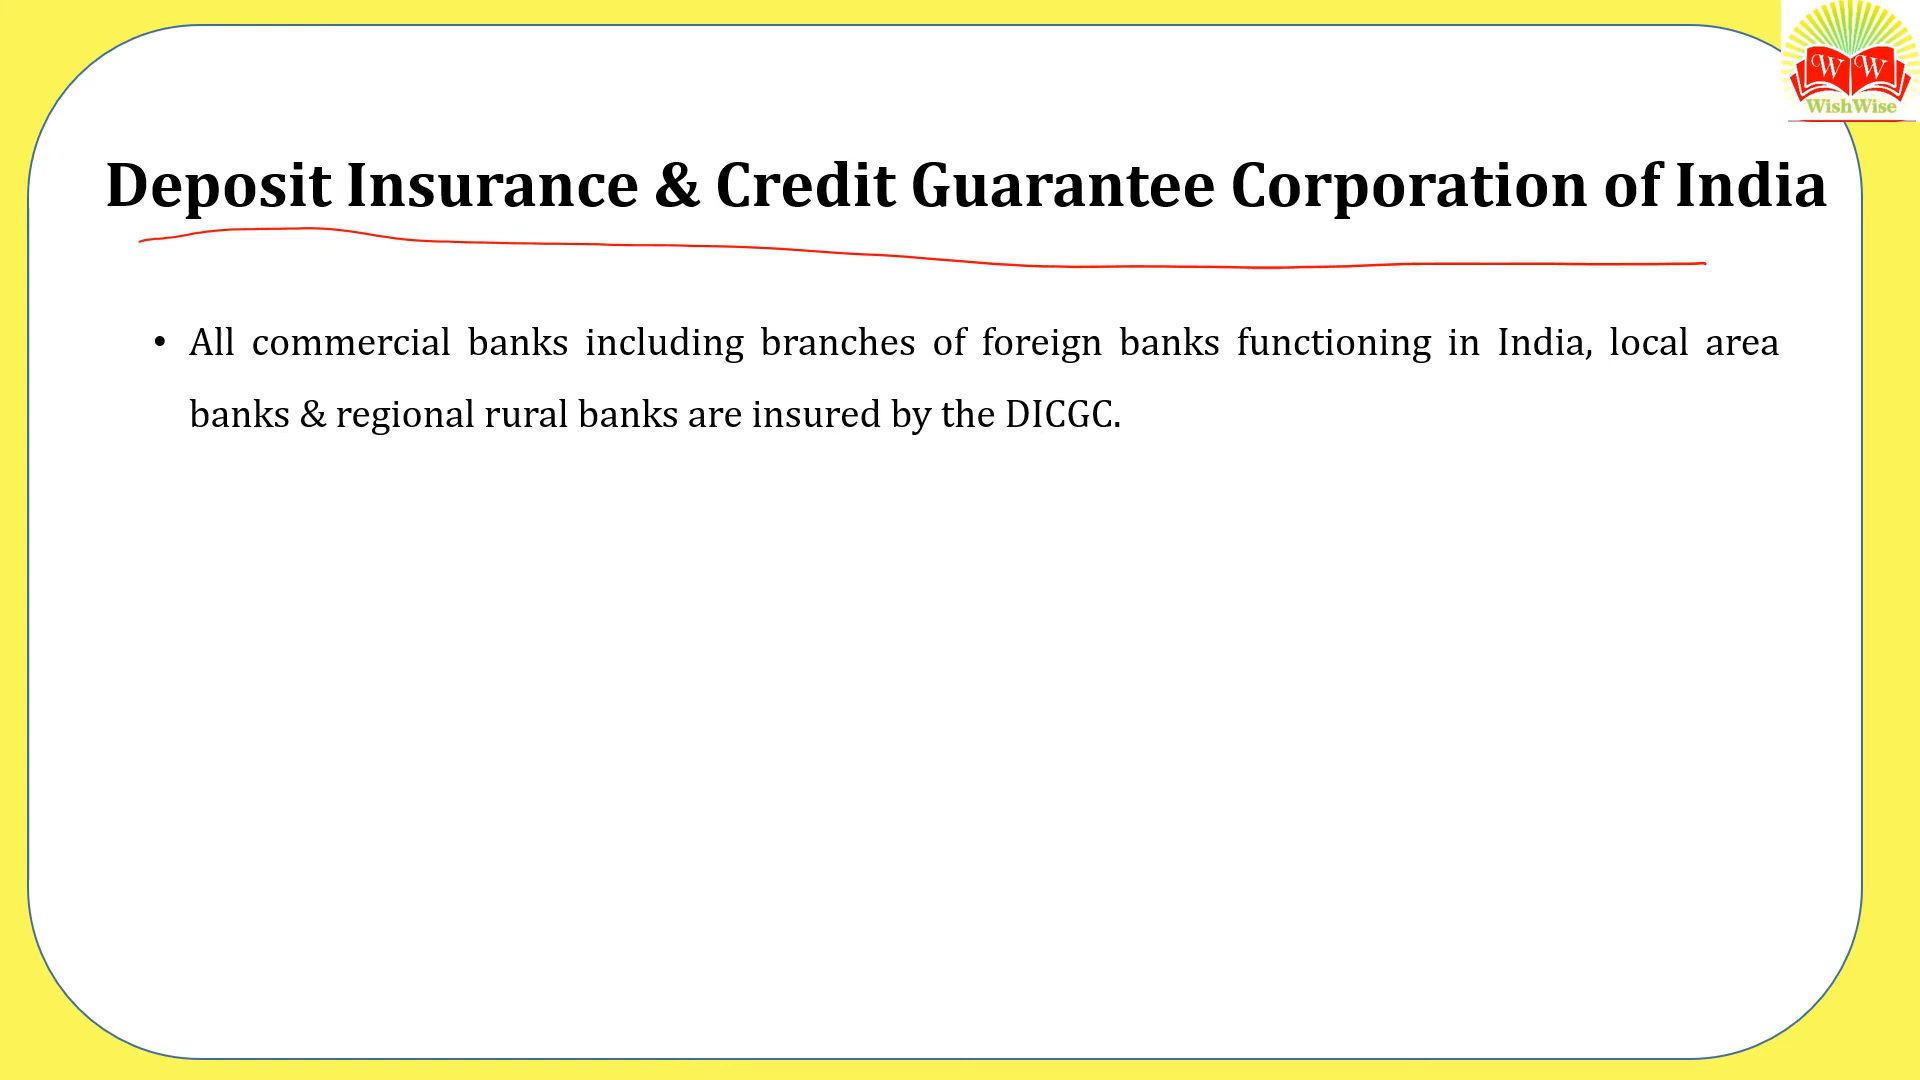 W W
WishWise
Deposit Insurance & Credit Guarantee Corporation of India
• All commercial banks including branches of foreign banks functioning in India, local area
banks & regional rural banks are insured by the DICGC.